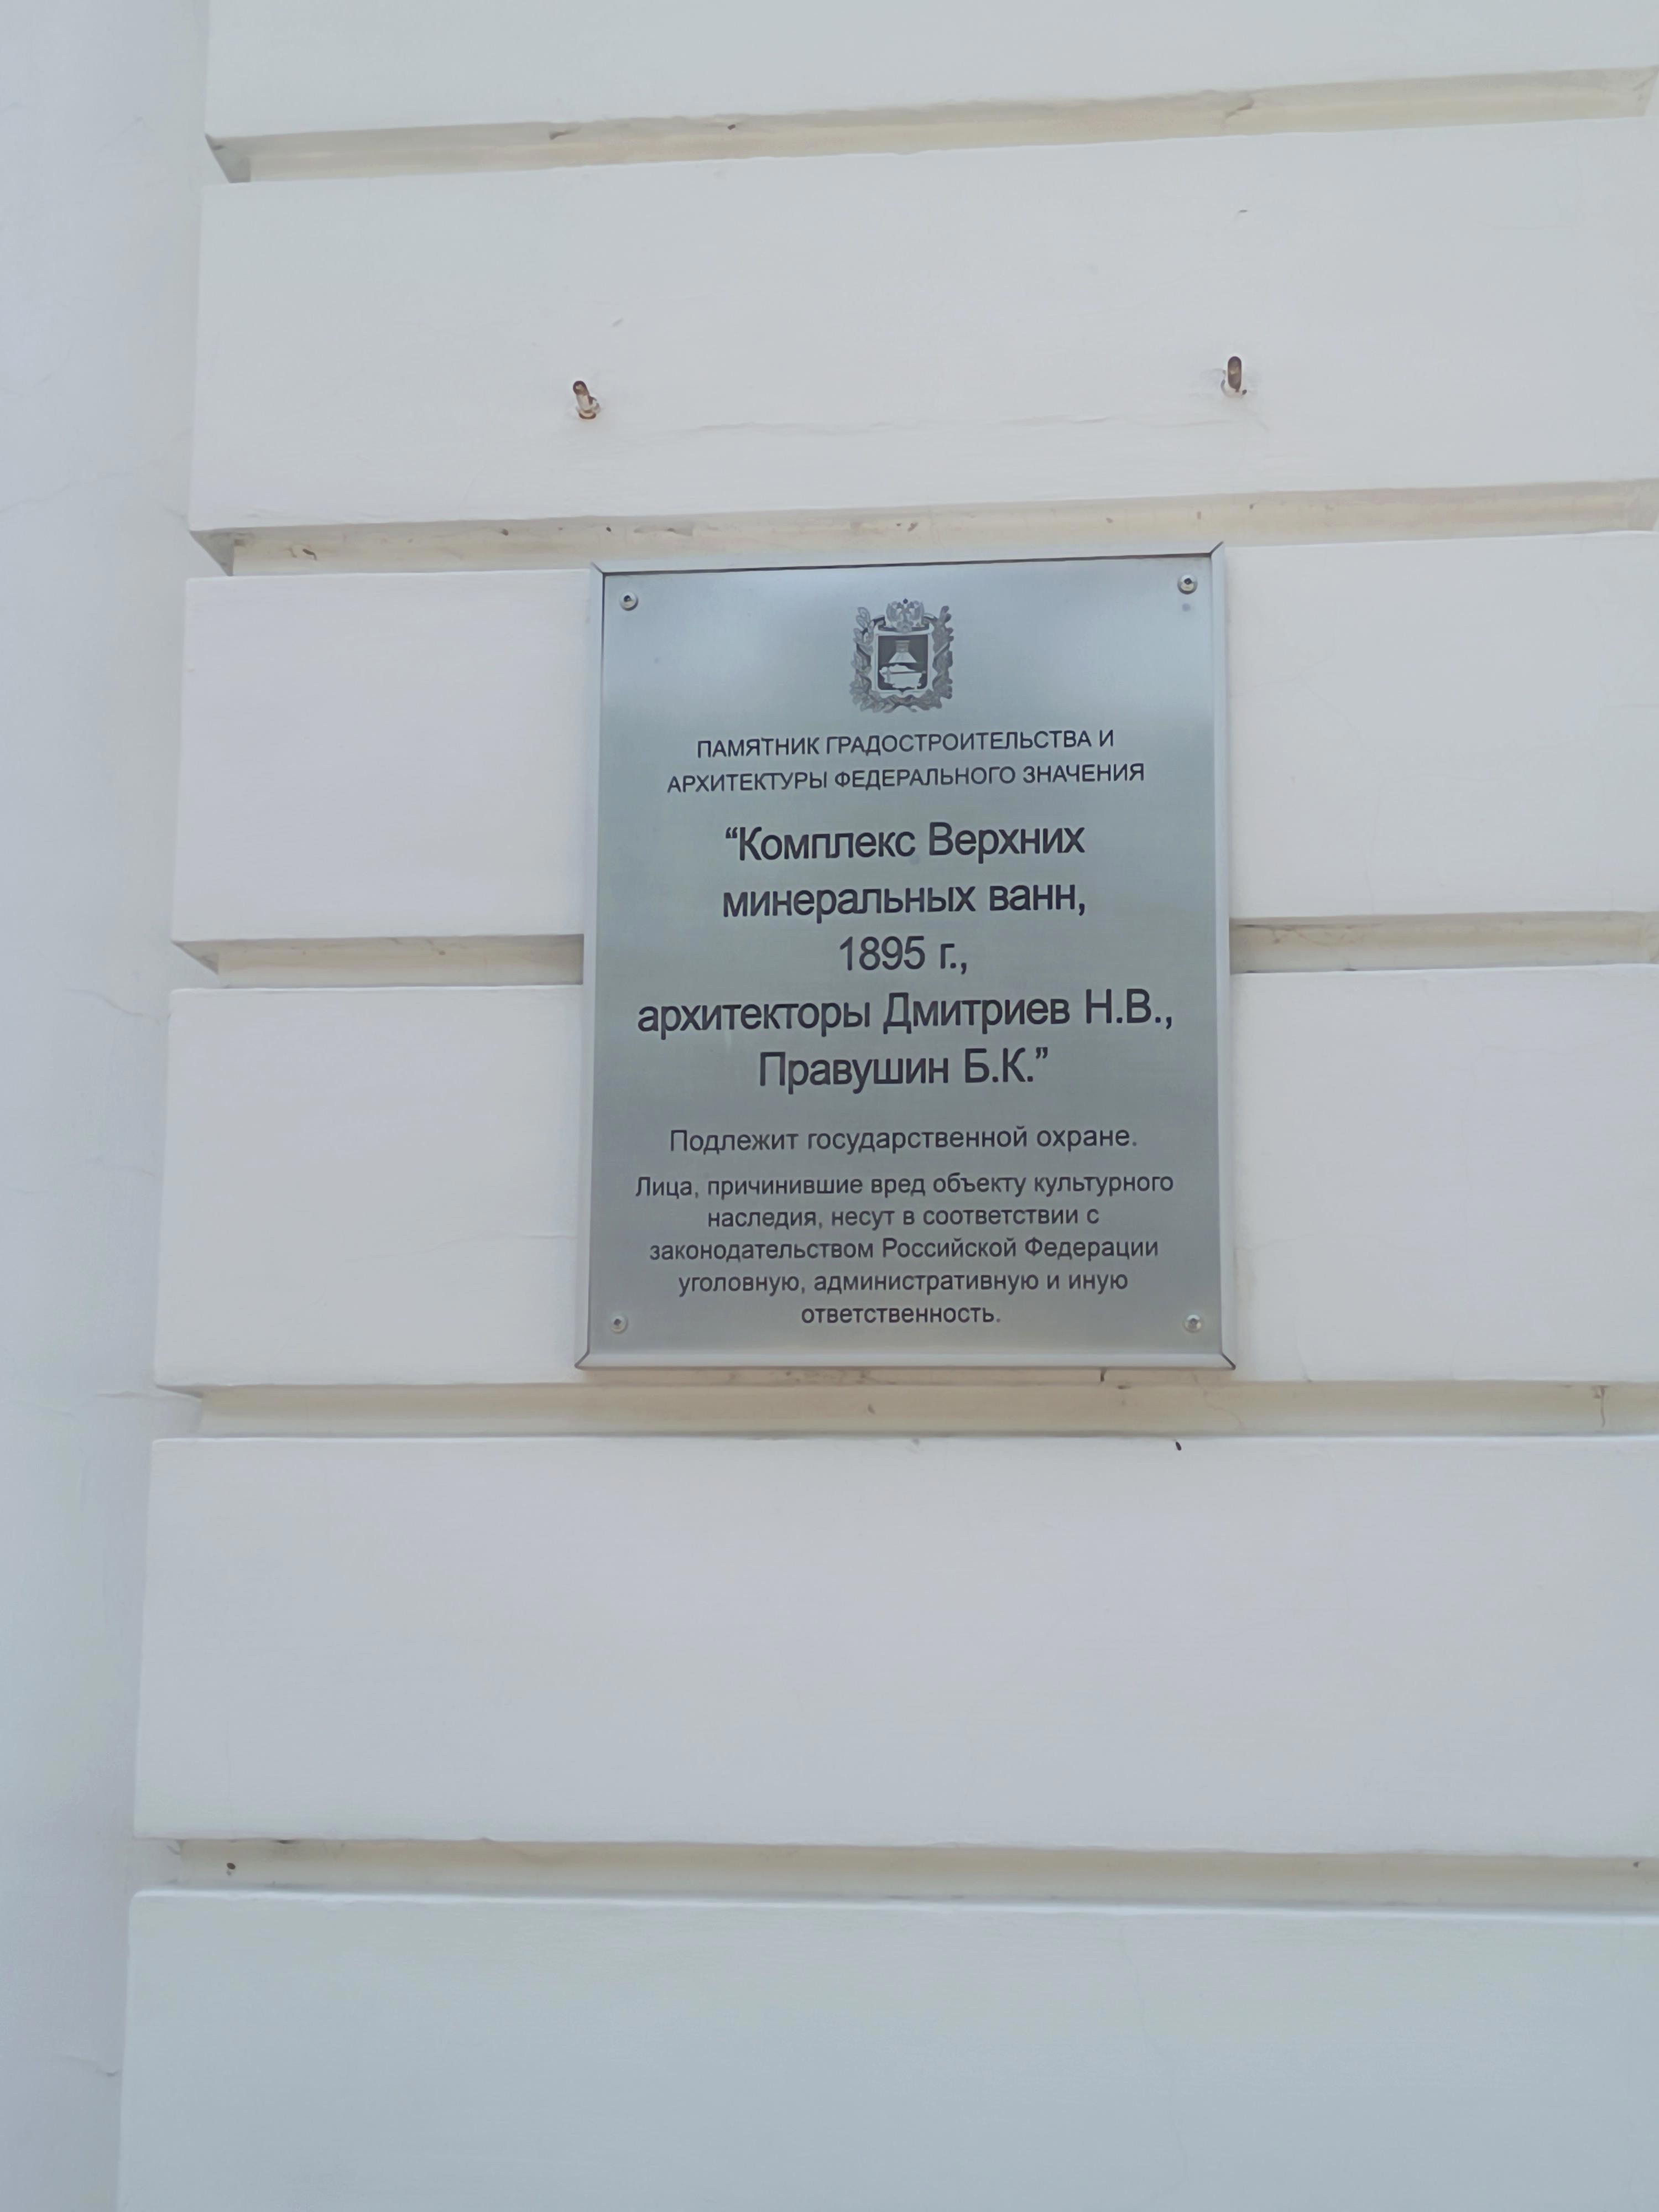 ПАМЯТНИК ГРАДОСТРОИТЕЛЬСТВА И
АРХИТЕКТУРЫ ФЕДЕРАЛЬНОГО ЗНАЧЕНИЯ
“Комплекс Верхних
минеральных ванн,
1895 г.,
архитекторы Дмитриев Н.В.,
Правушин Б.К.”
Подлежит государственной охране.
Лица, причинившие вред объекту культурного
наследия, несут в соответствии с
законодательством Российской Федерации
уголовную, административную и иную
ответственность.